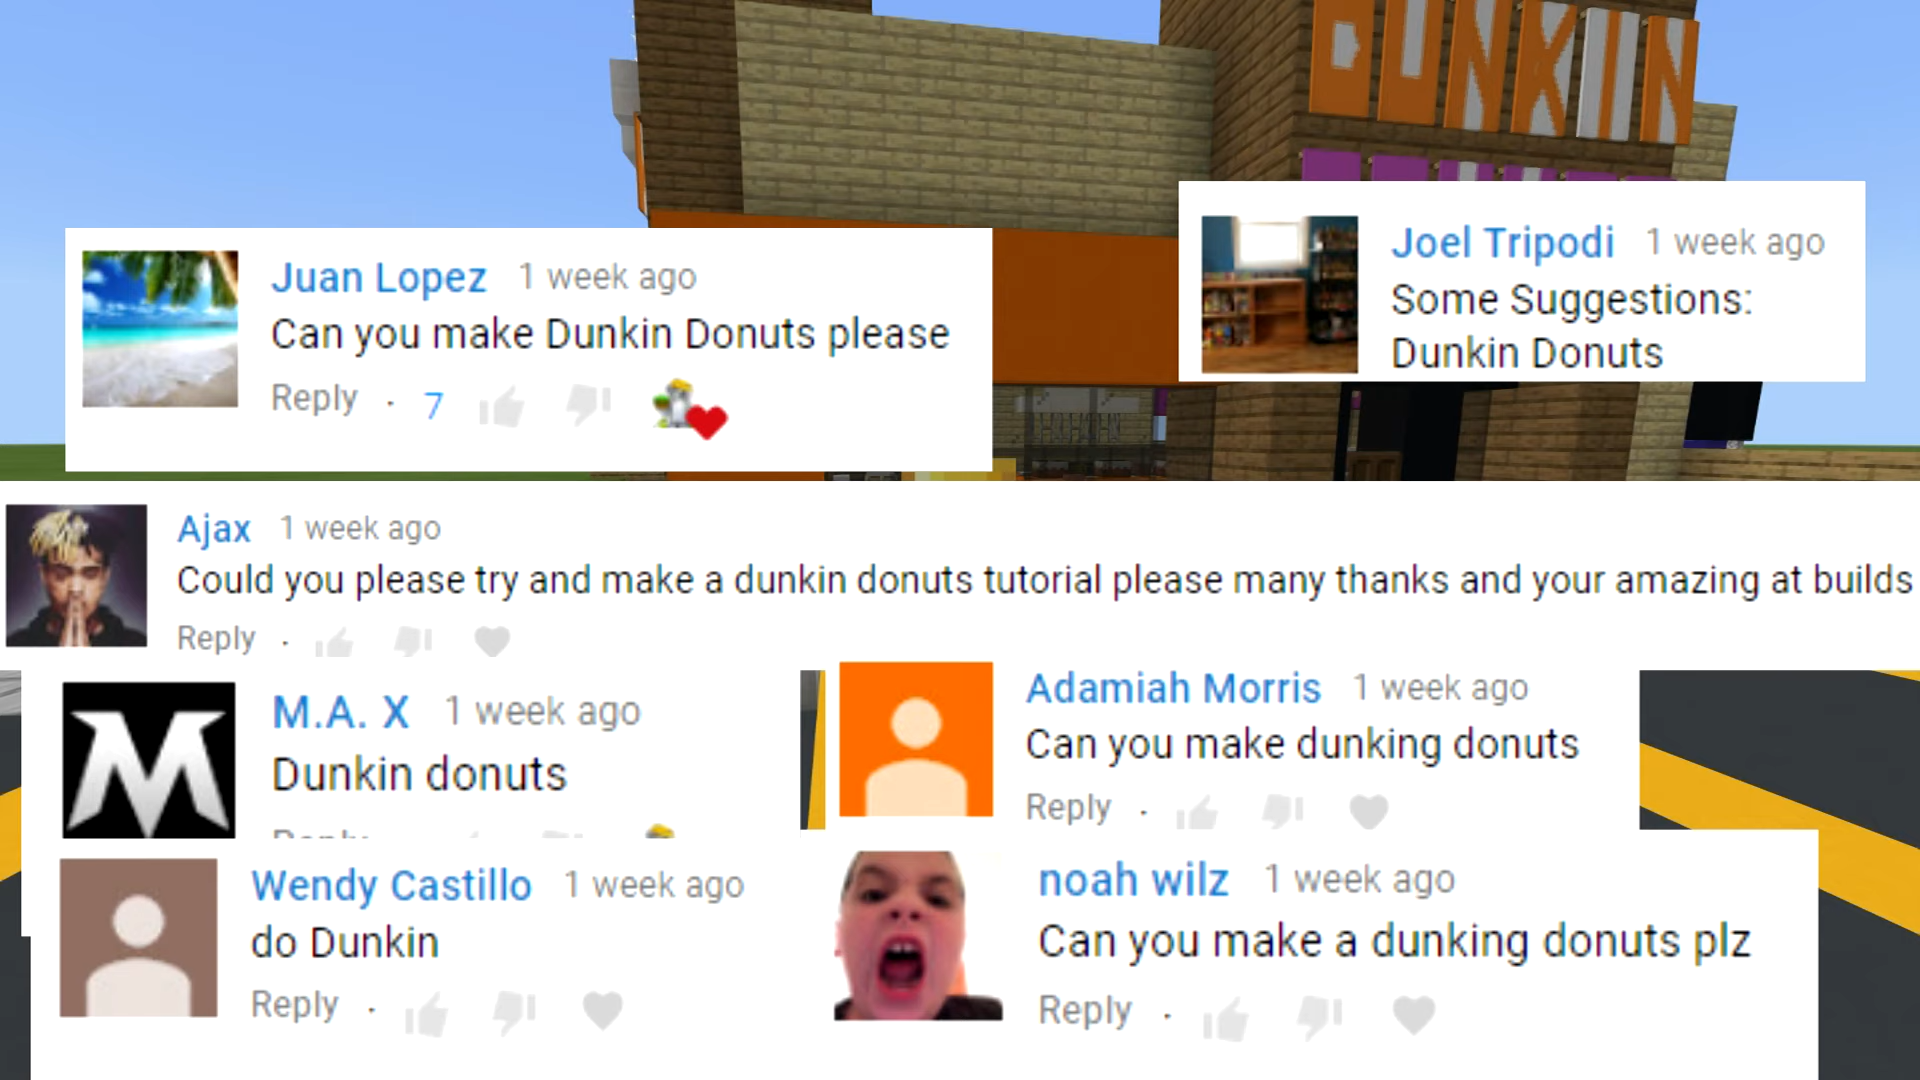 DUNKIN
Juan Lopez 1 week ago
Can you make Dunkin Donuts please
Reply · 7
Joel Tripodi 1 week ago
Some Suggestions:
Dunkin Donuts
Ajax 1 week ago
Could you please try and make a dunkin donuts tutorial please many thanks and your amazing at builds
Reply ·
M.A. X 1 week ago
Dunkin donuts
Reply
Adamiah Morris 1 week ago
Can you make dunking donuts
Reply ·
Wendy Castillo 1 week ago
do Dunkin
Reply ·
noah wilz 1 week ago
Can you make a dunking donuts plz
Reply ·